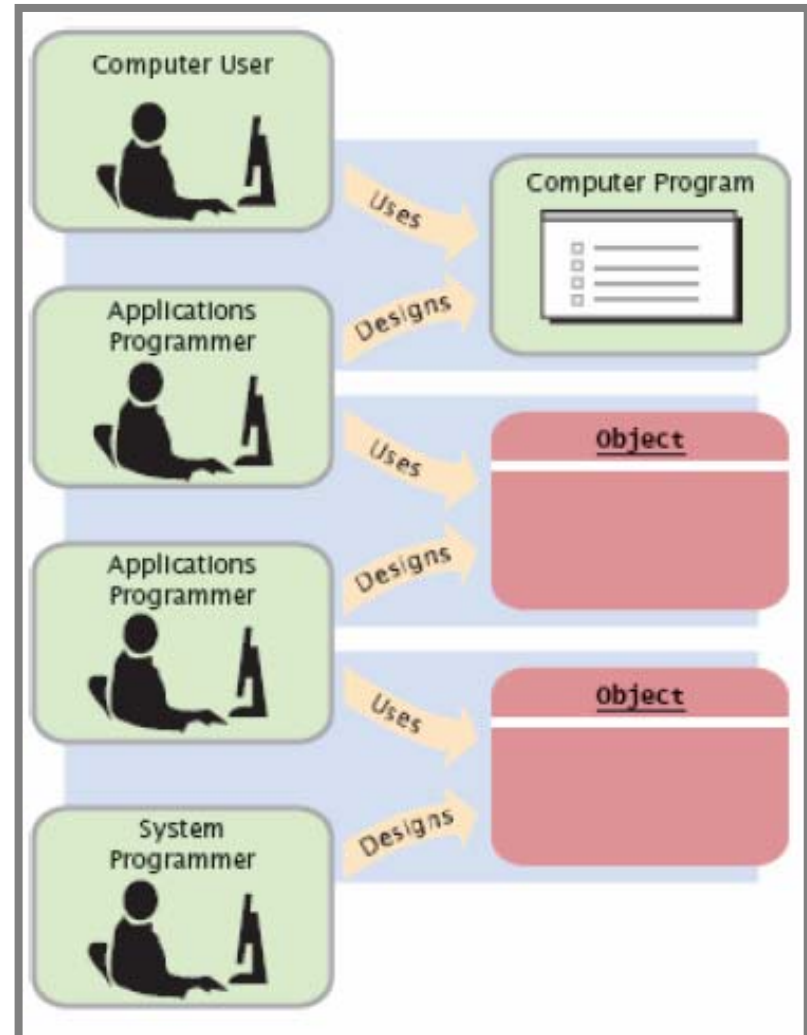 Computer User
Uses
Computer Program
Designs
Applications
Programmer
Uses
Object
Designs
Applications
Programmer
Uses
Object
Designs
System
Programmer